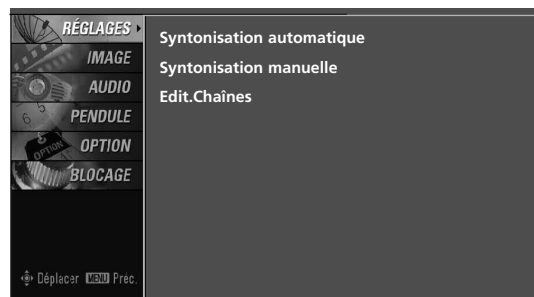 RÉGLAGES
IMAGE
AUDIO
PENDULE
OPTION
BLOCAGE
Déplacer MENU Préc.
Syntonisation automatique
Syntonisation manuelle
Edit.Chaînes